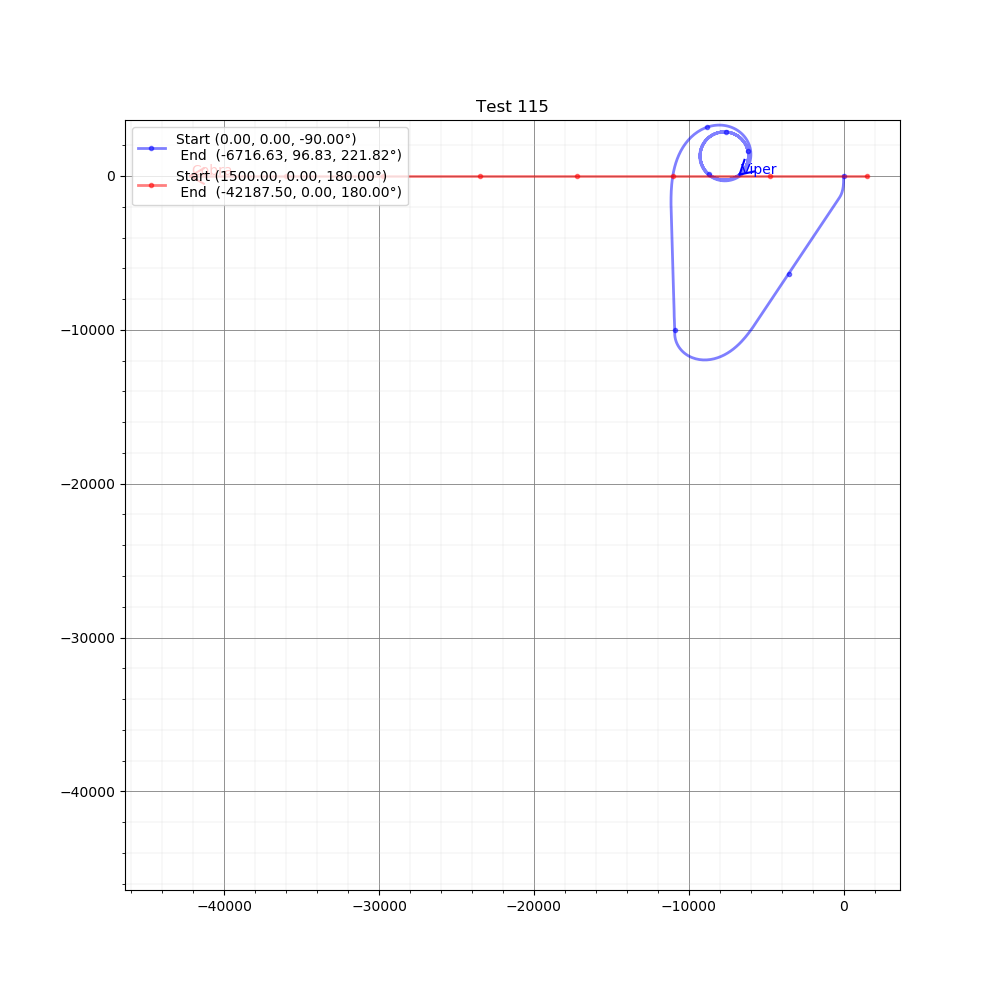 Test 115
Start (0.00, 0.00, -90.00°)
End (-6716.63, 96.83, 221.82°)
Start (1500.00, 0.00, 180.00°)
End (-42187.50, 0.00, 180.00°)
Viper
0
−10000
−20000
−30000
−40000
−40000
−30000
−20000
−10000
0